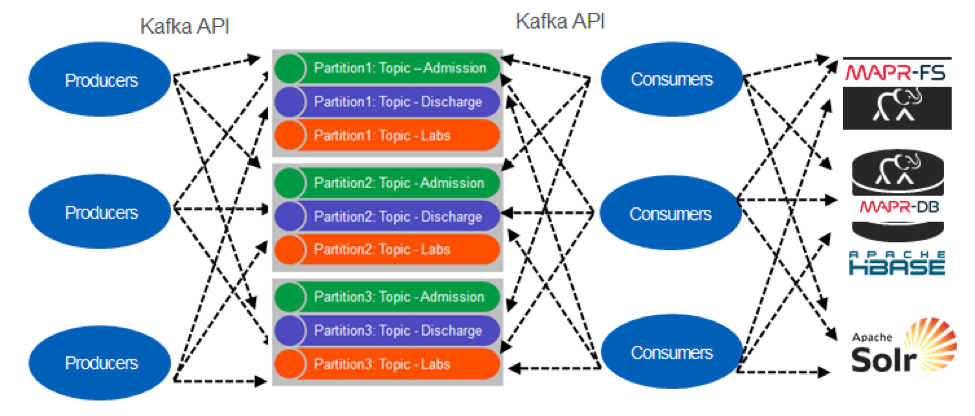 Kafka API
Kafka API
Producers
Partition1: Topic – Admission
Partition1: Topic - Discharge
Partition1: Topic - Labs
Consumers
MAPR-FS
Producers
Partition2: Topic - Admission
Partition2: Topic - Discharge
Partition2: Topic - Labs
Consumers
MAPR-DB
APACHE
HBASE
Producers
Partition3: Topic - Admission
Partition3: Topic - Discharge
Partition3: Topic - Labs
Consumers
Apache
Solr